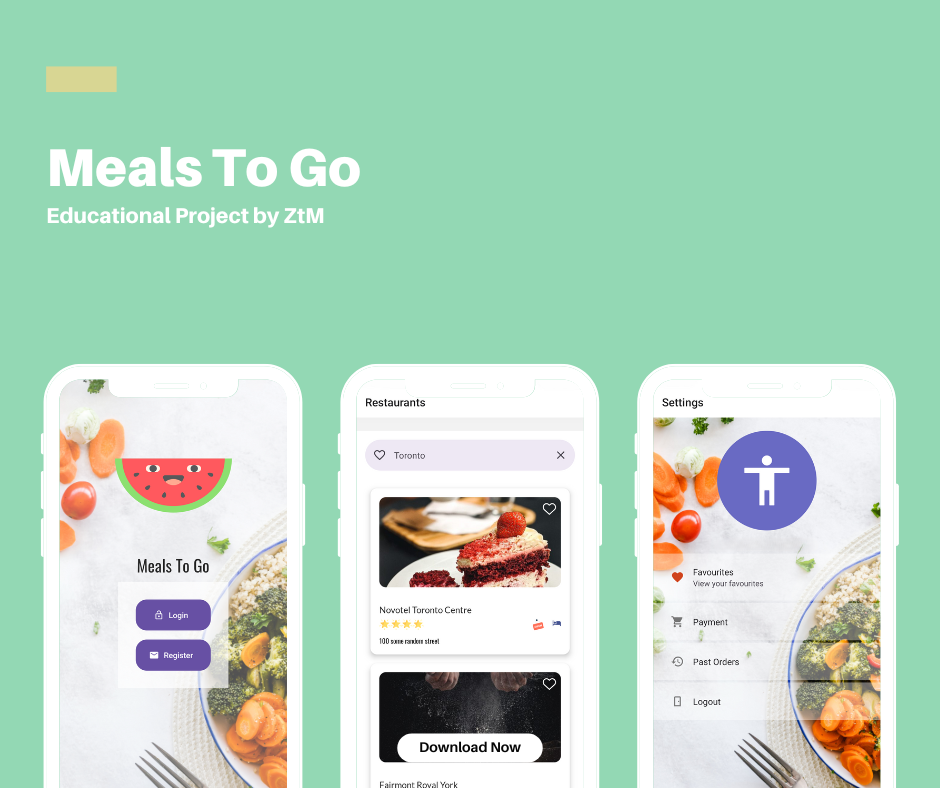 Meals To Go
Educational Project by ZtM
Meals To Go
Login
Register
Restaurants
Toronto
Novotel Toronto Centre
100 some random street
Download Now
Fairmont Royal York
Settings
Favourites
View your favourites
Payment
Past Orders
Logout